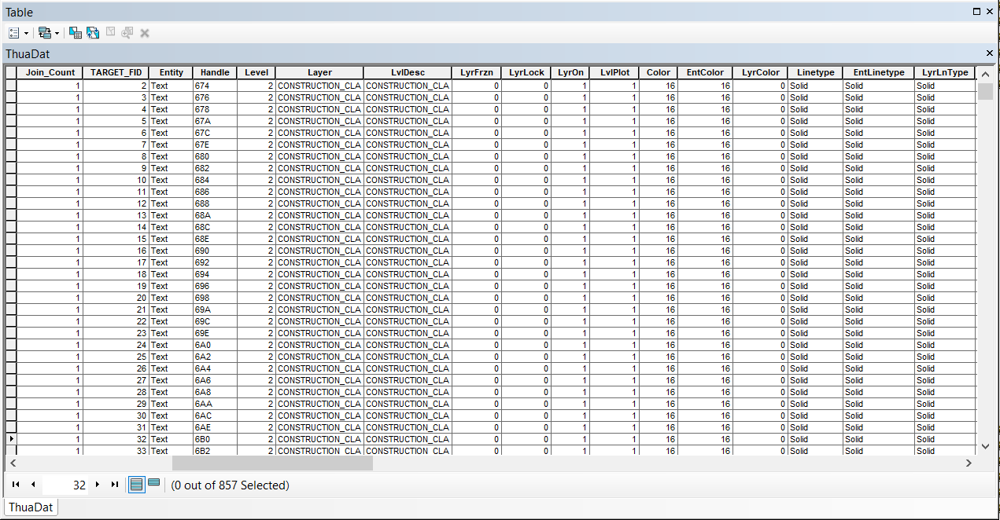 Table
ThuaDat
Join_Count TARGET_FID Entity Handle Level Layer LvlDesc LyrFrzn LyrLock LyrOn LvlPlot Color EntColor LyrColor Linetype EntLinetype LyrLnType
1 2 Text 674 2 CONSTRUCTION_CLA CONSTRUCTION_CLA 0 0 1 1 16 16 0 Solid Solid Solid
1 3 Text 676 2 CONSTRUCTION_CLA CONSTRUCTION_CLA 0 0 1 1 16 16 0 Solid Solid Solid
1 4 Text 678 2 CONSTRUCTION_CLA CONSTRUCTION_CLA 0 0 1 1 16 16 0 Solid Solid Solid
1 5 Text 67A 2 CONSTRUCTION_CLA CONSTRUCTION_CLA 0 0 1 1 16 16 0 Solid Solid Solid
1 6 Text 67C 2 CONSTRUCTION_CLA CONSTRUCTION_CLA 0 0 1 1 16 16 0 Solid Solid Solid
1 7 Text 67E 2 CONSTRUCTION_CLA CONSTRUCTION_CLA 0 0 1 1 16 16 0 Solid Solid Solid
1 8 Text 680 2 CONSTRUCTION_CLA CONSTRUCTION_CLA 0 0 1 1 16 16 0 Solid Solid Solid
1 9 Text 682 2 CONSTRUCTION_CLA CONSTRUCTION_CLA 0 0 1 1 16 16 0 Solid Solid Solid
1 10 Text 684 2 CONSTRUCTION_CLA CONSTRUCTION_CLA 0 0 1 1 16 16 0 Solid Solid Solid
1 11 Text 686 2 CONSTRUCTION_CLA CONSTRUCTION_CLA 0 0 1 1 16 16 0 Solid Solid Solid
1 12 Text 688 2 CONSTRUCTION_CLA CONSTRUCTION_CLA 0 0 1 1 16 16 0 Solid Solid Solid
1 13 Text 68A 2 CONSTRUCTION_CLA CONSTRUCTION_CLA 0 0 1 1 16 16 0 Solid Solid Solid
1 14 Text 68C 2 CONSTRUCTION_CLA CONSTRUCTION_CLA 0 0 1 1 16 16 0 Solid Solid Solid
1 15 Text 68E 2 CONSTRUCTION_CLA CONSTRUCTION_CLA 0 0 1 1 16 16 0 Solid Solid Solid
1 16 Text 690 2 CONSTRUCTION_CLA CONSTRUCTION_CLA 0 0 1 1 16 16 0 Solid Solid Solid
1 17 Text 692 2 CONSTRUCTION_CLA CONSTRUCTION_CLA 0 0 1 1 16 16 0 Solid Solid Solid
1 18 Text 694 2 CONSTRUCTION_CLA CONSTRUCTION_CLA 0 0 1 1 16 16 0 Solid Solid Solid
1 19 Text 696 2 CONSTRUCTION_CLA CONSTRUCTION_CLA 0 0 1 1 16 16 0 Solid Solid Solid
1 20 Text 698 2 CONSTRUCTION_CLA CONSTRUCTION_CLA 0 0 1 1 16 16 0 Solid Solid Solid
1 21 Text 69A 2 CONSTRUCTION_CLA CONSTRUCTION_CLA 0 0 1 1 16 16 0 Solid Solid Solid
1 22 Text 69C 2 CONSTRUCTION_CLA CONSTRUCTION_CLA 0 0 1 1 16 16 0 Solid Solid Solid
1 23 Text 69E 2 CONSTRUCTION_CLA CONSTRUCTION_CLA 0 0 1 1 16 16 0 Solid Solid Solid
1 24 Text 6A0 2 CONSTRUCTION_CLA CONSTRUCTION_CLA 0 0 1 1 16 16 0 Solid Solid Solid
1 25 Text 6A2 2 CONSTRUCTION_CLA CONSTRUCTION_CLA 0 0 1 1 16 16 0 Solid Solid Solid
1 26 Text 6A4 2 CONSTRUCTION_CLA CONSTRUCTION_CLA 0 0 1 1 16 16 0 Solid Solid Solid
1 27 Text 6A6 2 CONSTRUCTION_CLA CONSTRUCTION_CLA 0 0 1 1 16 16 0 Solid Solid Solid
1 28 Text 6A8 2 CONSTRUCTION_CLA CONSTRUCTION_CLA 0 0 1 1 16 16 0 Solid Solid Solid
1 29 Text 6AA 2 CONSTRUCTION_CLA CONSTRUCTION_CLA 0 0 1 1 16 16 0 Solid Solid Solid
1 30 Text 6AC 2 CONSTRUCTION_CLA CONSTRUCTION_CLA 0 0 1 1 16 16 0 Solid Solid Solid
1 31 Text 6AE 2 CONSTRUCTION_CLA CONSTRUCTION_CLA 0 0 1 1 16 16 0 Solid Solid Solid
1 32 Text 6B0 2 CONSTRUCTION_CLA CONSTRUCTION_CLA 0 0 1 1 16 16 0 Solid Solid Solid
1 33 Text 6B2 2 CONSTRUCTION_CLA CONSTRUCTION_CLA 0 0 1 1 16 16 0 Solid Solid Solid
32 (0 out of 857 Selected)
ThuaDat